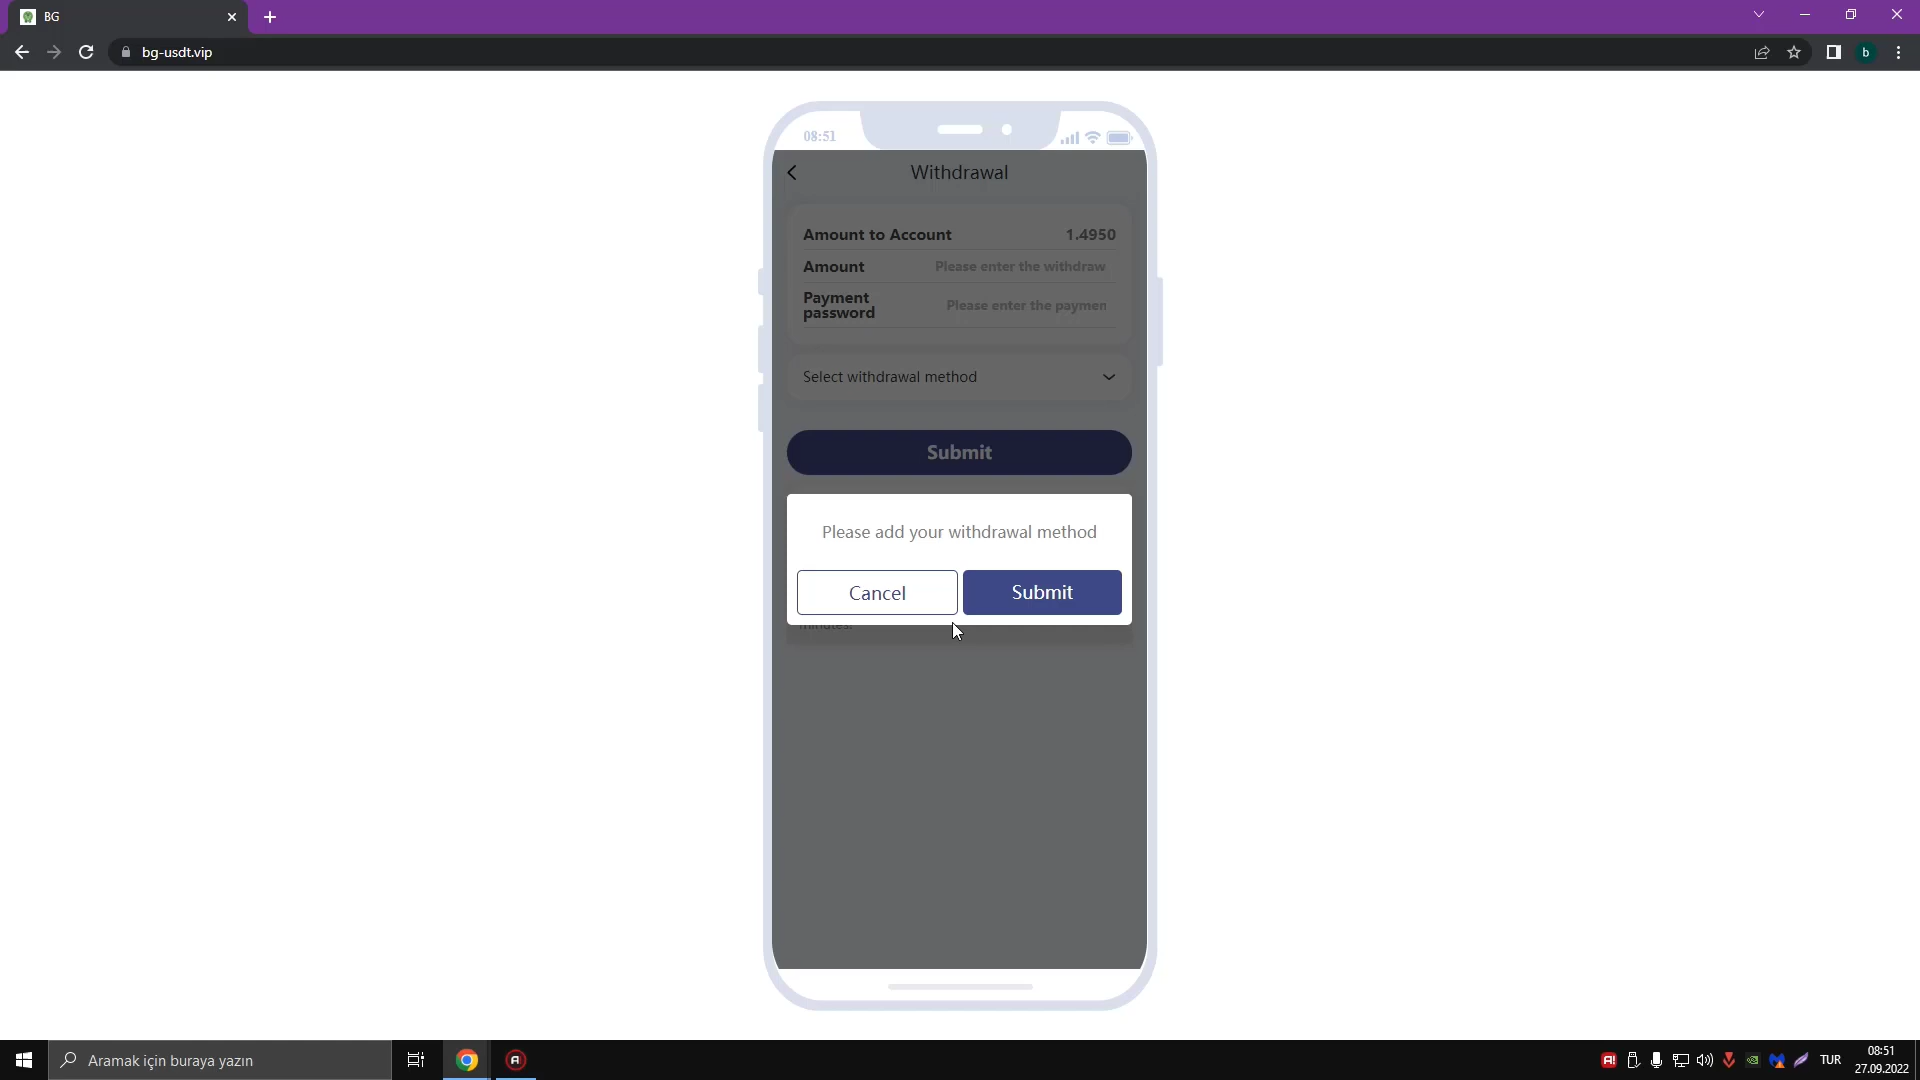 BG
bg-usdt.vip
b
08:51
Withdrawal
Amount to Account 1.4950
Amount Please enter the withdraw
Payment password Please enter the paymen
Select withdrawal method
Submit
Please add your withdrawal method
Cancel Submit
minutes.
Aramak için buraya yazın
TUR
08:51
27.09.2022